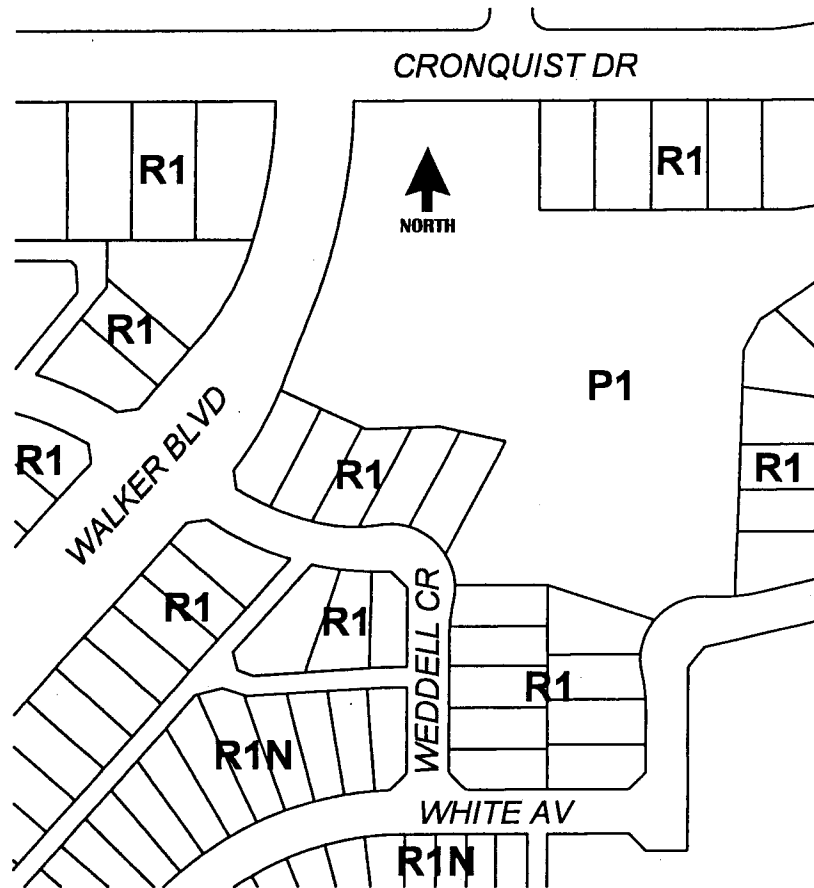 CRONQUIST DR
R1
R1
NORTH
R1
P1
WALKER BLVD
R1
R1
R1
R1
R1
WEDDELL CR
R1
R1N
WHITE AV
R1N